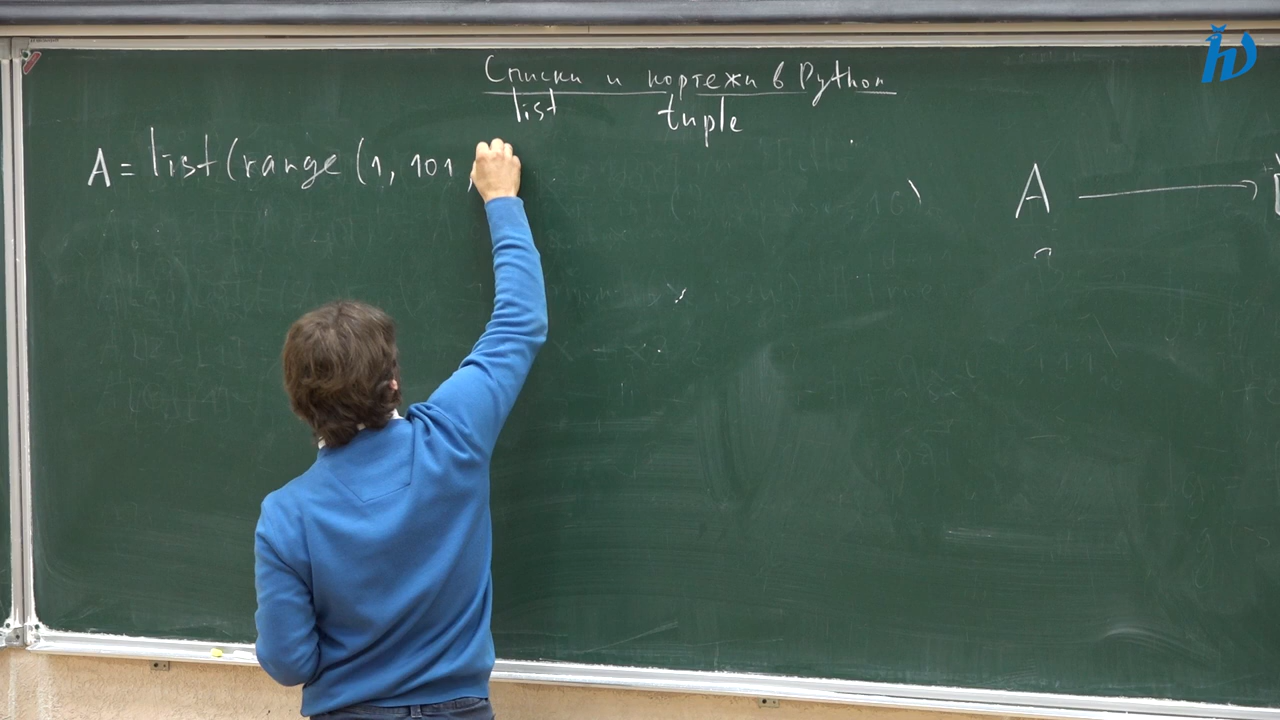 Списки и кортежи в Python
list tuple
A = list(range(1, 101,
A